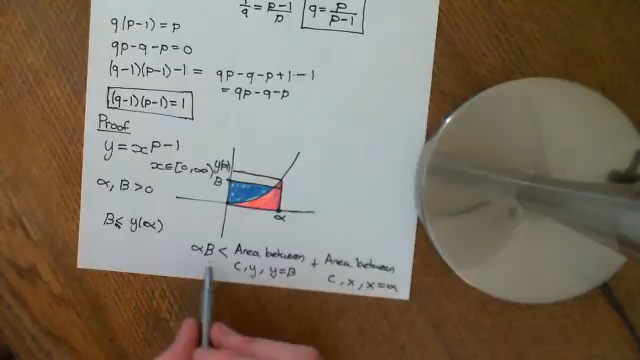 1/q = p-1/p
q = p/p-1
q(p-1) = p
qp-q-p=0
(q-1)(p-1)-1 = qp-q-p+1-1
= qp-q-p
(q-1)(p-1)=1
Proof
y = x^{p-1}
x∈[0,∞)
y(α)
B
α, B > 0
α
B ≤ y(α)
αB < Area between + Area between
C, y, y=B
C, x, x=α